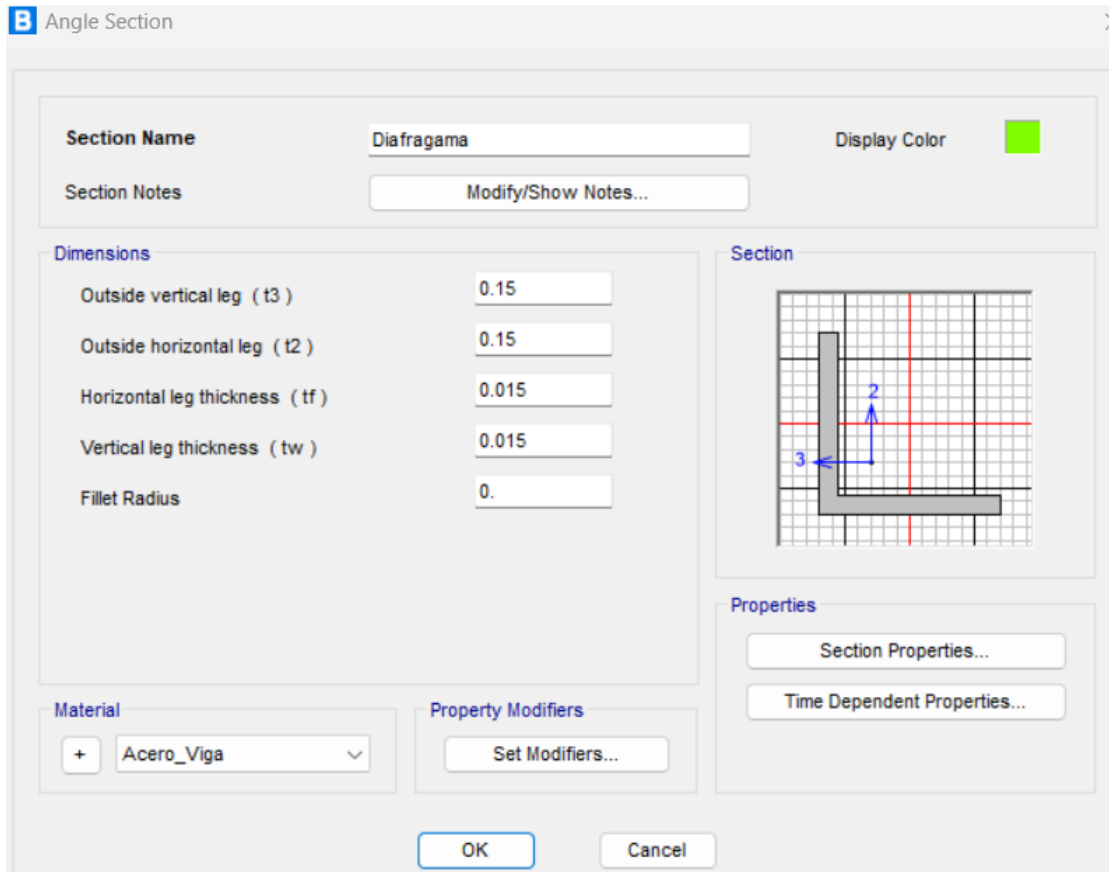 B Angle Section
Section Name Diafragama Display Color
Section Notes Modify/Show Notes...
Dimensions
Outside vertical leg ( t3 ) 0.15
Outside horizontal leg ( t2 ) 0.15
Horizontal leg thickness ( tf ) 0.015
Vertical leg thickness ( tw ) 0.015
Fillet Radius 0.
Section
2
3
Properties
Section Properties...
Time Dependent Properties...
Material
+ Acero_Viga
Property Modifiers
Set Modifiers...
OK Cancel